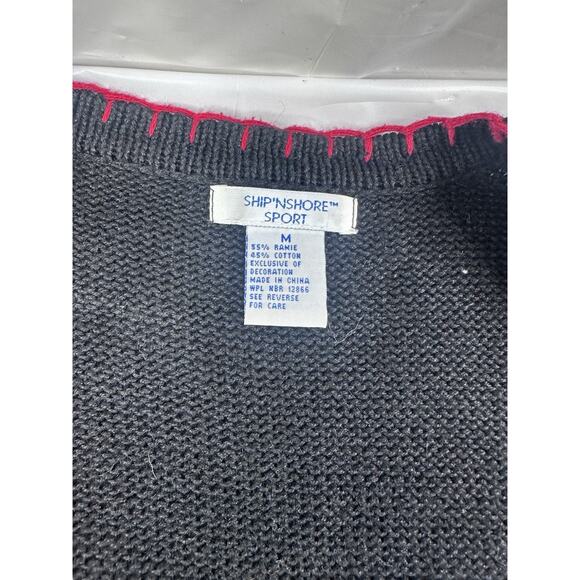 SHIP'NSHORE™
SPORT
M
55% RAMIE
45% COTTON
EXCLUSIVE OF
DECORATION
MADE IN CHINA
WPL NBR 12866
SEE REVERSE
FOR CARE